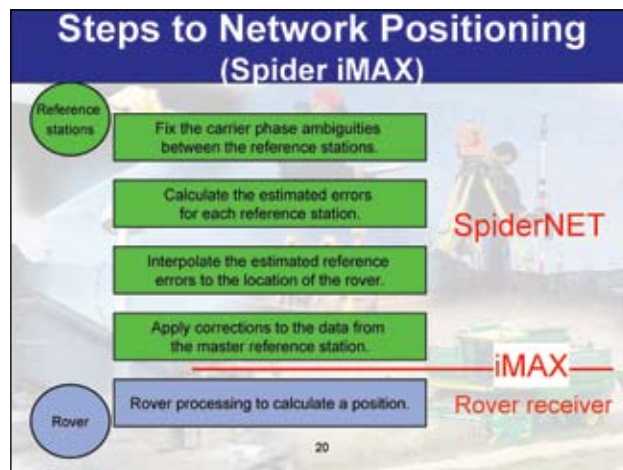 Steps to Network Positioning
(Spider iMAX)
Reference
stations
Fix the carrier phase ambiguities
between the reference stations.
Calculate the estimated errors
for each reference station.
SpiderNET
Interpolate the estimated reference
errors to the location of the rover.
Apply corrections to the data from
the master reference station.
iMAX
Rover processing to calculate a position.
Rover receiver
Rover
20